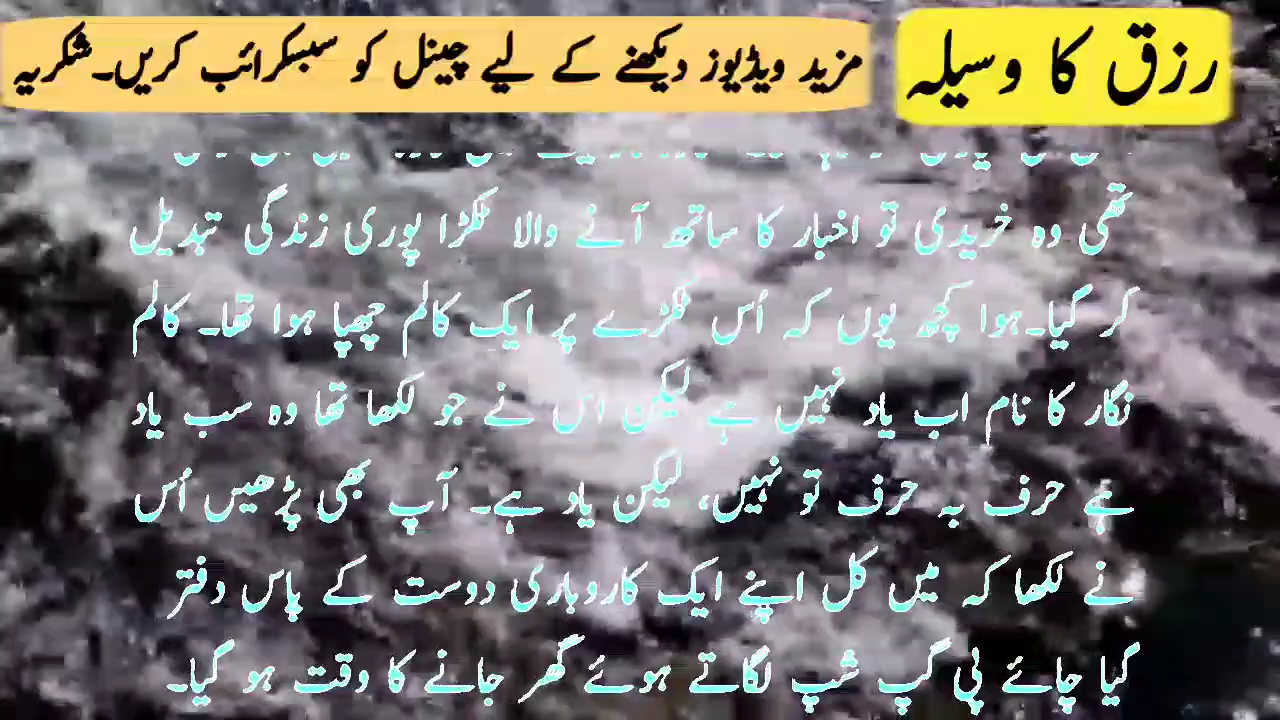 رزق کا وسیلہ
مزید ویڈیوز دیکھنے کے لیے چینل کو سبسکرائب کریں۔شکریہ
تھی وہ خریدی تو اخبار کا ساتھ آنے والا ٹکڑا پوری زندگی تبدیل
کر گیا۔ہوا کچھ یوں کہ اُس ٹکڑے پر ایک کالم چھپا ہوا تھا۔ کالم
نگار کا نام اب یاد نہیں ہے لیکن اس نے جو لکھا تھا وہ سب یاد
ہے حرف بہ حرف تو نہیں، لیکن یاد ہے۔ آپ بھی پڑھیں اُس
نے لکھا کہ میں کل اپنے ایک کاروباری دوست کے پاس دفتر
گیا چائے پی گپ شپ لگاتے ہوئے گھر جانے کا وقت ہو گیا۔